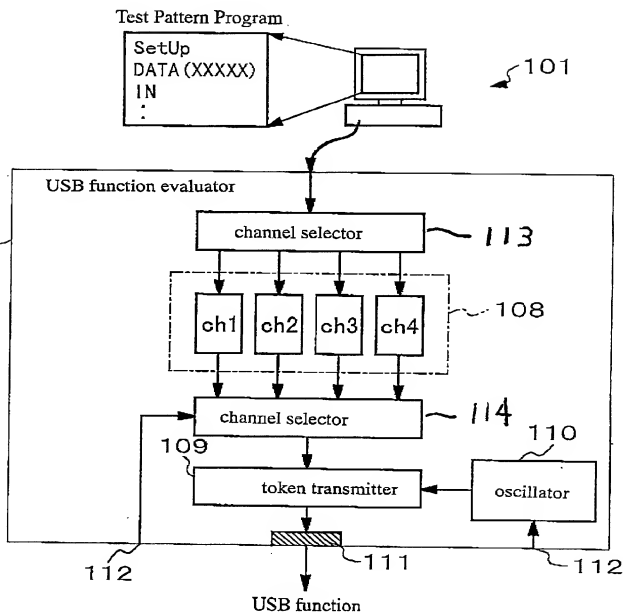 Test Pattern Program
SetUp
DATA(XXXXX)
IN
:
101
USB function evaluator
channel selector
113
ch1
ch2
ch3
ch4
108
channel selector
114
109
110
token transmitter
oscillator
112
111
112
USB function